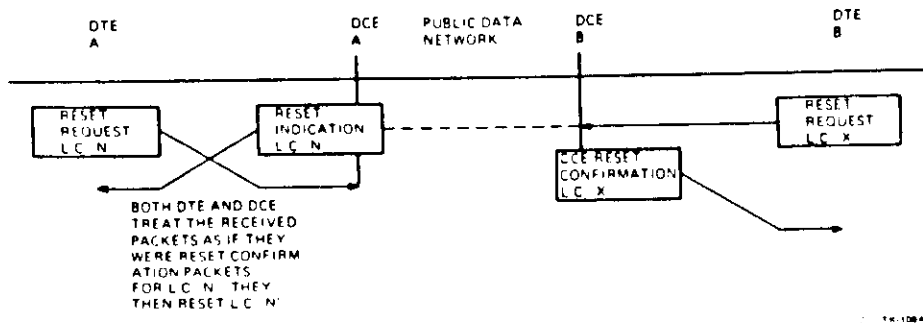 DTE
A
DCE
A
PUBLIC DATA
NETWORK
DCE
B
DTE
B
RESET
REQUEST
L C N
RESET
INDICATION
L C N
RESET
REQUEST
L C X
DCE RESET
CONFIRMATION
L C X
BOTH DTE AND DCE
TREAT THE RECEIVED
PACKETS AS IF THEY
WERE RESET CONFIRM
ATION PACKETS
FOR L C 'N' THEY
THEN RESET L C 'N'